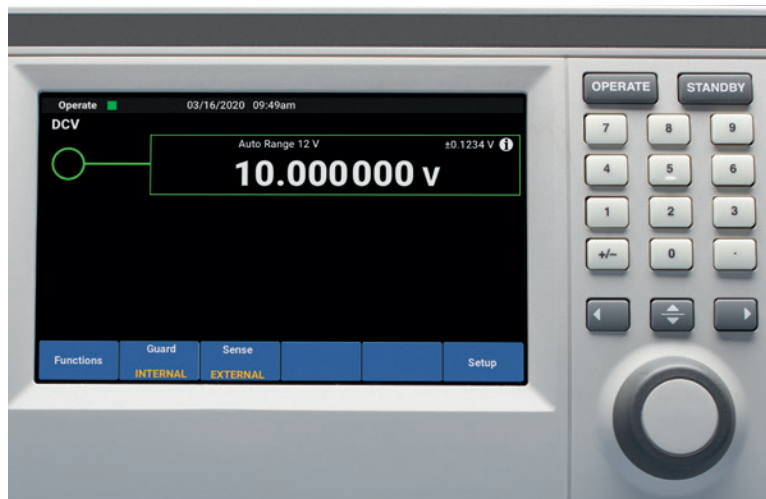 Operate 03/16/2020 09:49am
DCV
Auto Range 12 V ±0.1234 V i
10.000000 V
Functions
Guard
INTERNAL
Sense
EXTERNAL
Setup
OPERATE STANDBY
7 8 9
4 5 6
1 2 3
+/− 0 ·